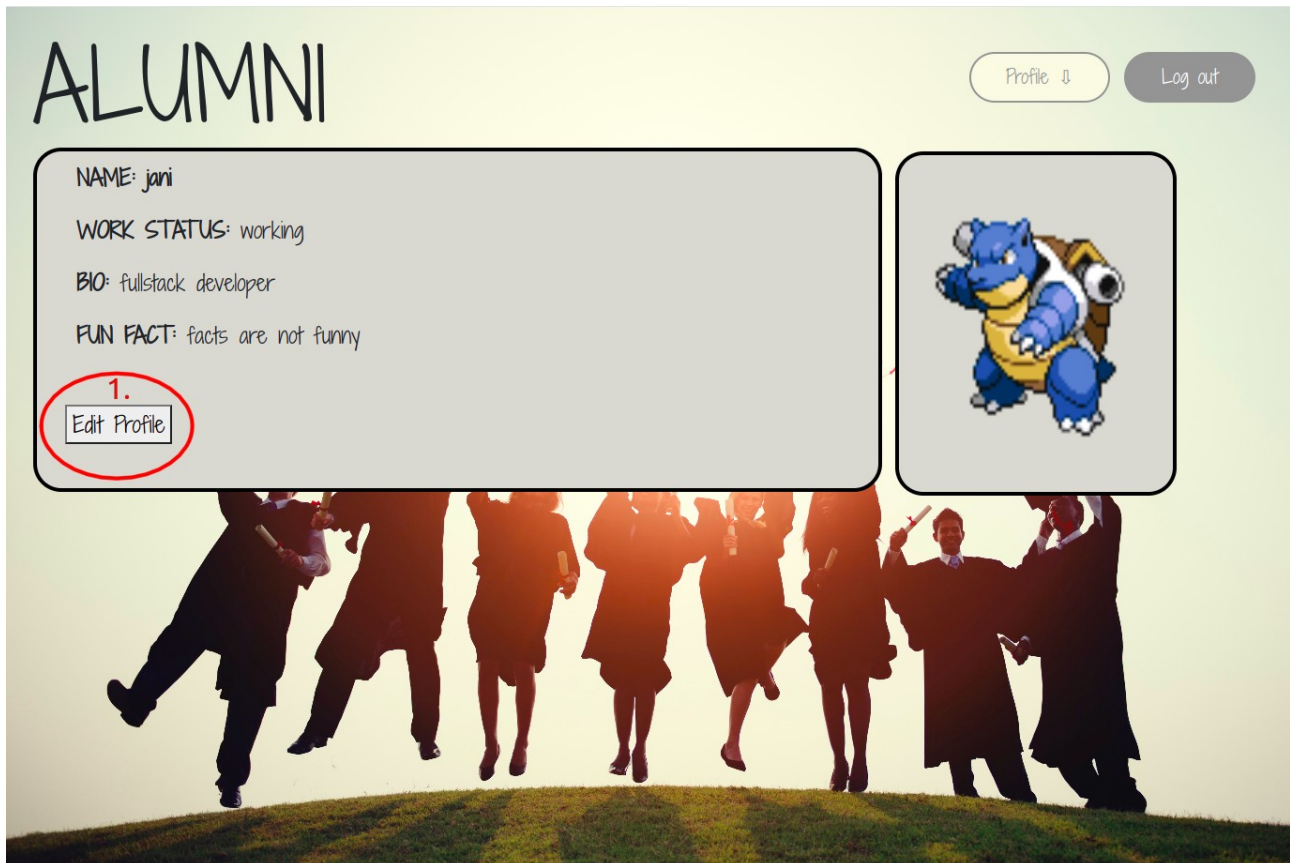 ALUMNI
Profile ⇩
Log out
NAME: jani
WORK STATUS: working
BIO: fullstack developer
FUN FACT: facts are not funny
1.
Edit Profile